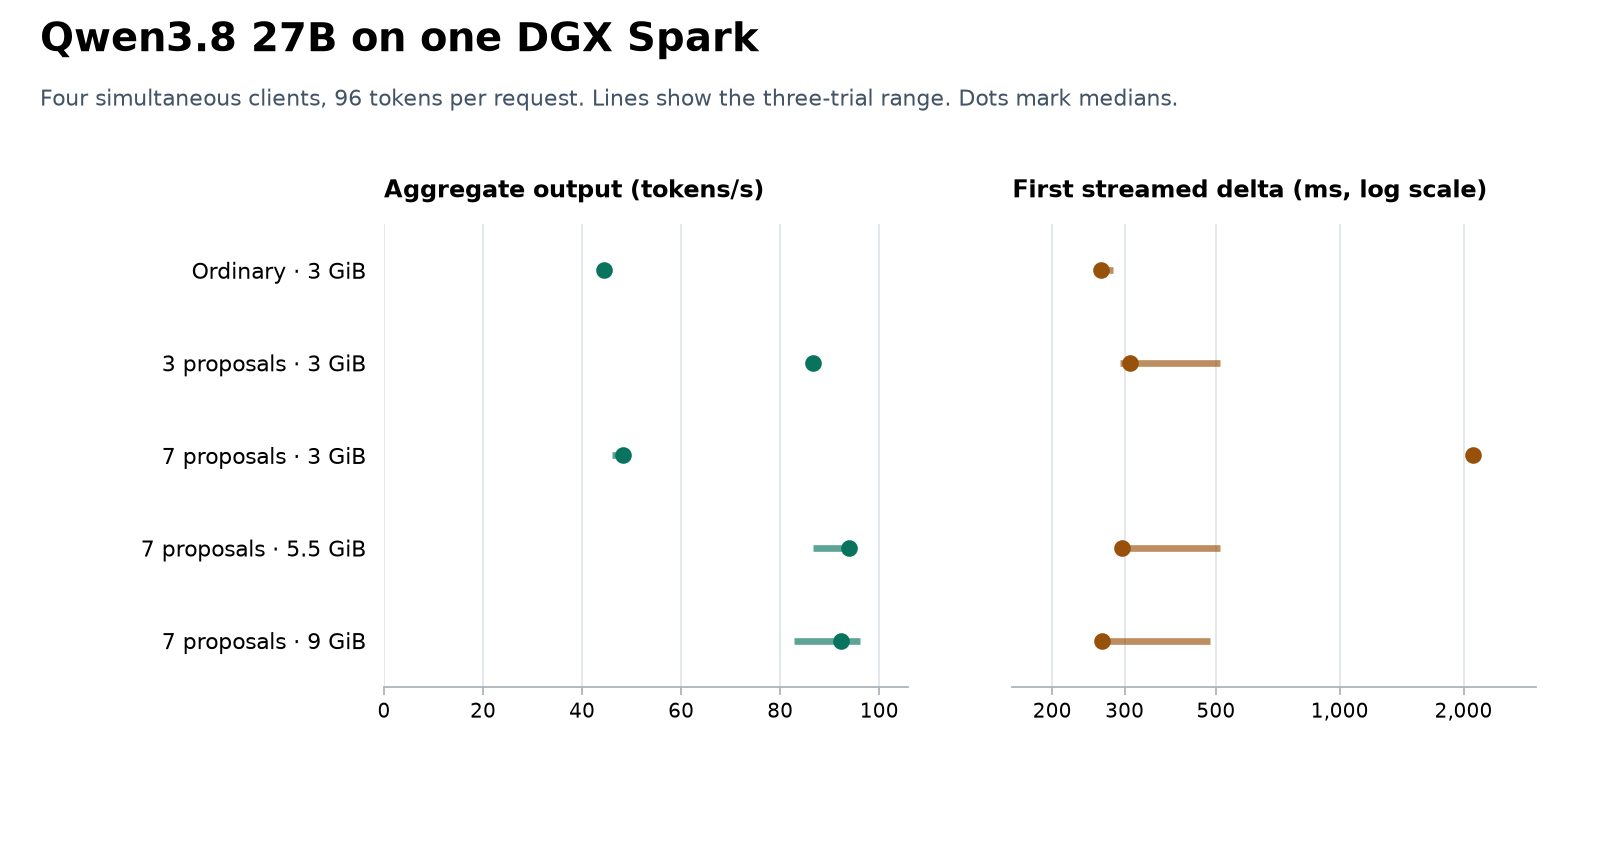 Qwen3.8 27B on one DGX Spark
Four simultaneous clients, 96 tokens per request. Lines show the three-trial range. Dots mark medians.
Aggregate output (tokens/s)
First streamed delta (ms, log scale)
Ordinary · 3 GiB
3 proposals · 3 GiB
7 proposals · 3 GiB
7 proposals · 5.5 GiB
7 proposals · 9 GiB
0 20 40 60 80 100
200 300 500 1,000 2,000